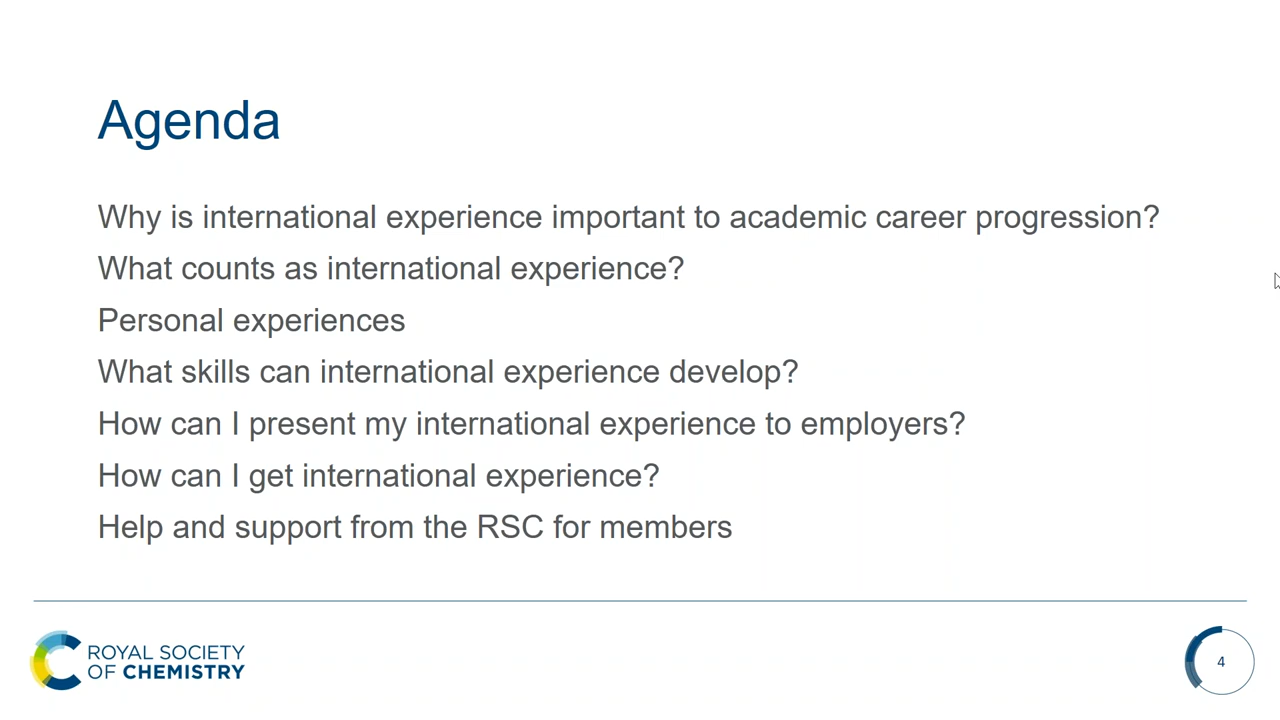 Agenda
Why is international experience important to academic career progression?
What counts as international experience?
Personal experiences
What skills can international experience develop?
How can I present my international experience to employers?
How can I get international experience?
Help and support from the RSC for members
ROYAL SOCIETY
OF CHEMISTRY
4